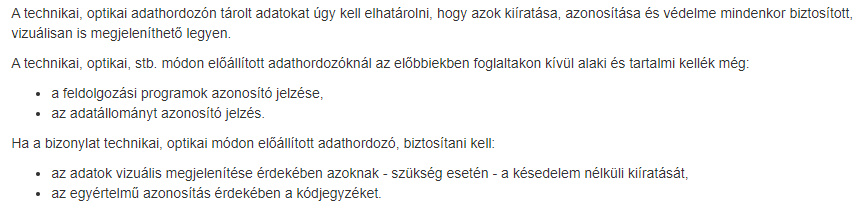 A technikai, optikai adathordozón tárolt adatokat úgy kell elhatárolni, hogy azok kiíratása, azonosítása és védelme mindenkor biztosított,
vizuálisan is megjeleníthető legyen.
A technikai, optikai, stb. módon előállított adathordozóknál az előbbiekben foglaltakon kívül alaki és tartalmi kellék még:
• a feldolgozási programok azonosító jelzése,
• az adatállományt azonosító jelzés.
Ha a bizonylat technikai, optikai módon előállított adathordozó, biztosítani kell:
• az adatok vizuális megjelenítése érdekében azoknak - szükség esetén - a késedelem nélküli kiíratását,
• az egyértelmű azonosítás érdekében a kódjegyzéket.